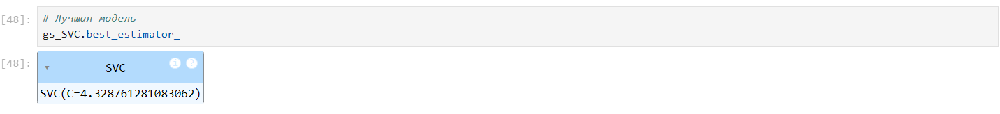 [48]:
# Лучшая модель
gs_SVC.best_estimator_
[48]:
SVC
i ?
SVC(C=4.328761281083062)